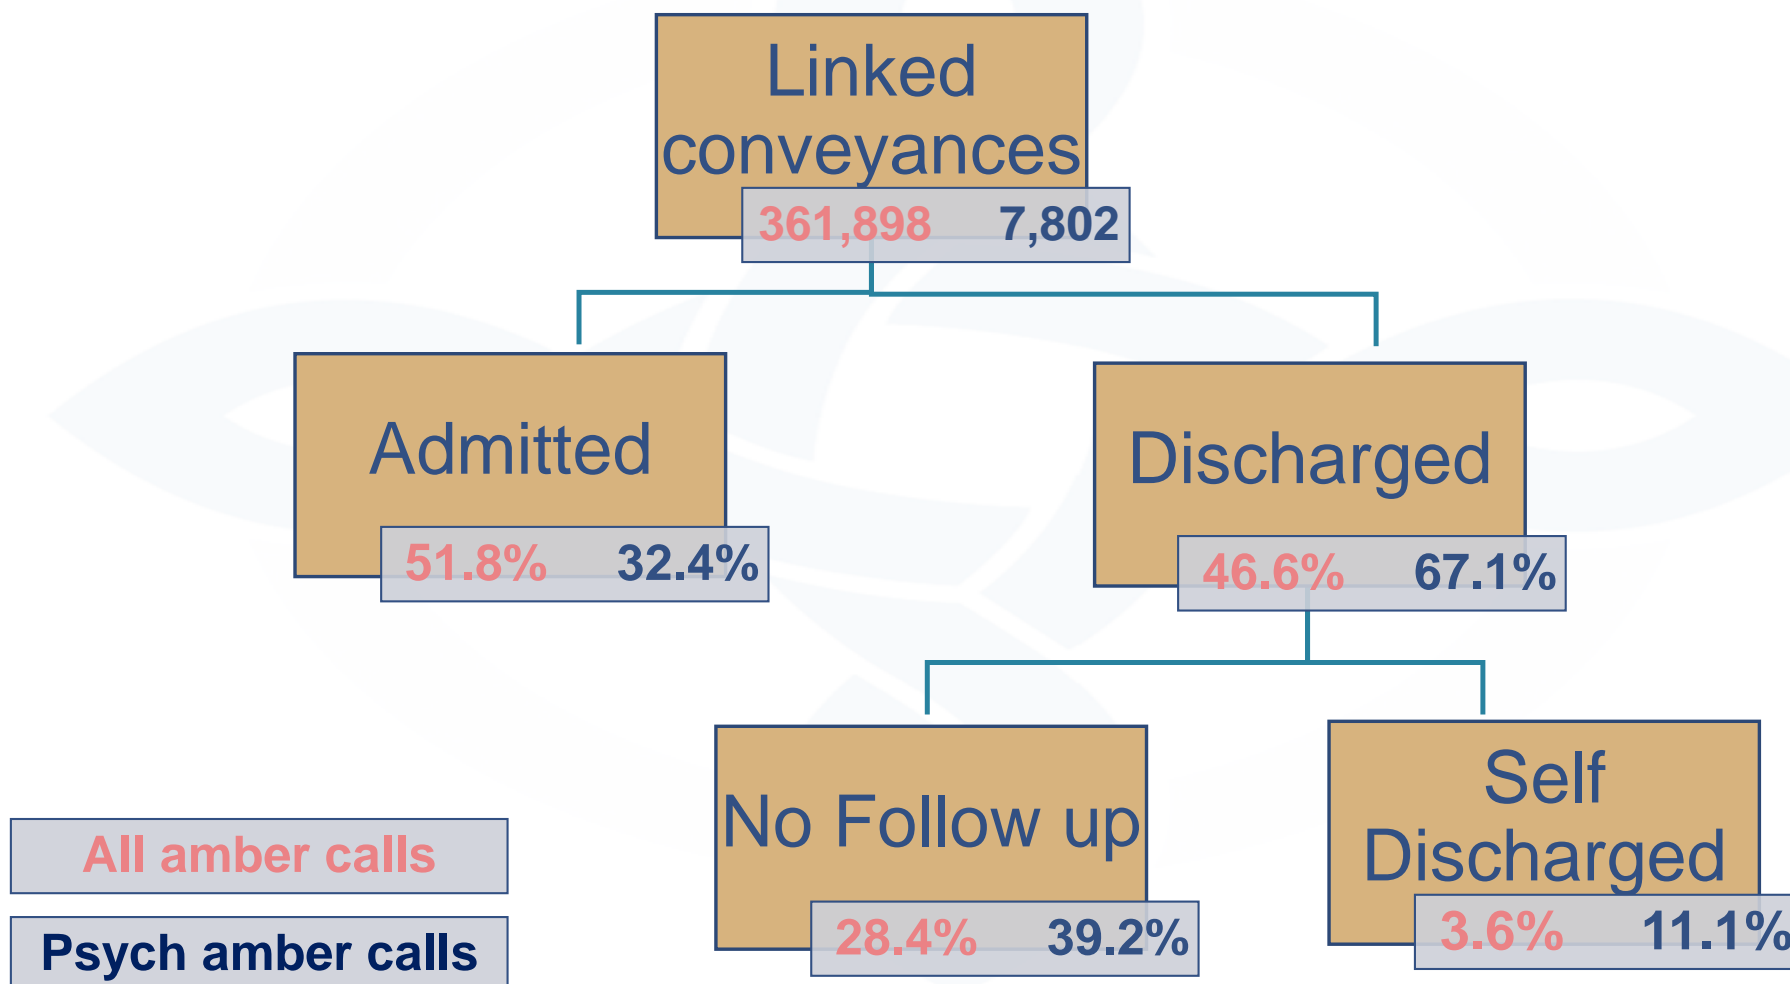 Linked
conveyances
361,898 7,802
Admitted
51.8% 32.4%
Discharged
46.6% 67.1%
No Follow up
28.4% 39.2%
Self
Discharged
3.6% 11.1%
All amber calls
Psych amber calls